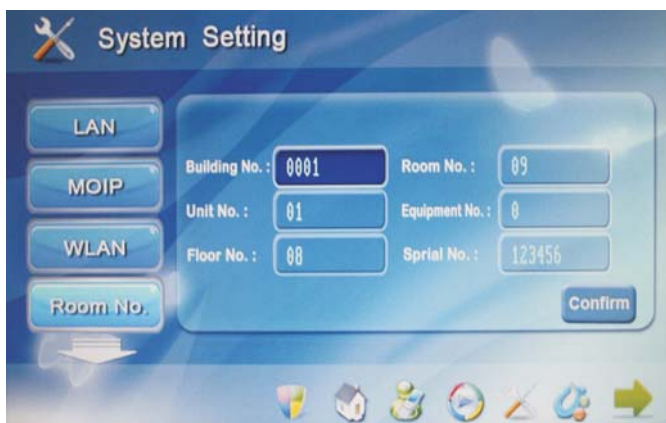 System Setting
LAN
MOIP
WLAN
Room No.
Building No. : 0001
Room No. : 09
Unit No. : 01
Equipment No. : 0
Floor No. : 08
Sprial No. : 123456
Confirm